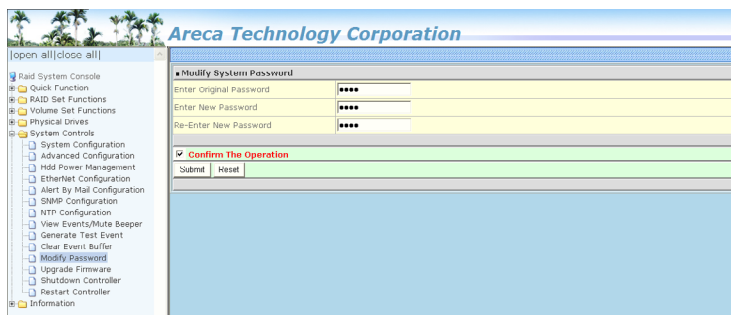 Areca Technology Corporation
|open all|close all|
Raid System Console
Quick Function
RAID Set Functions
Volume Set Functions
Physical Drives
System Controls
System Configuration
Advanced Configuration
Hdd Power Management
EtherNet Configuration
Alert By Mail Configuration
SNMP Configuration
NTP Configuration
View Events/Mute Beeper
Generate Test Event
Clear Event Buffer
Modify Password
Upgrade Firmware
Shutdown Controller
Restart Controller
Information
Modify System Password
Enter Original Password ●●●●
Enter New Password ●●●●
Re-Enter New Password ●●●●
Confirm The Operation
Submit Reset